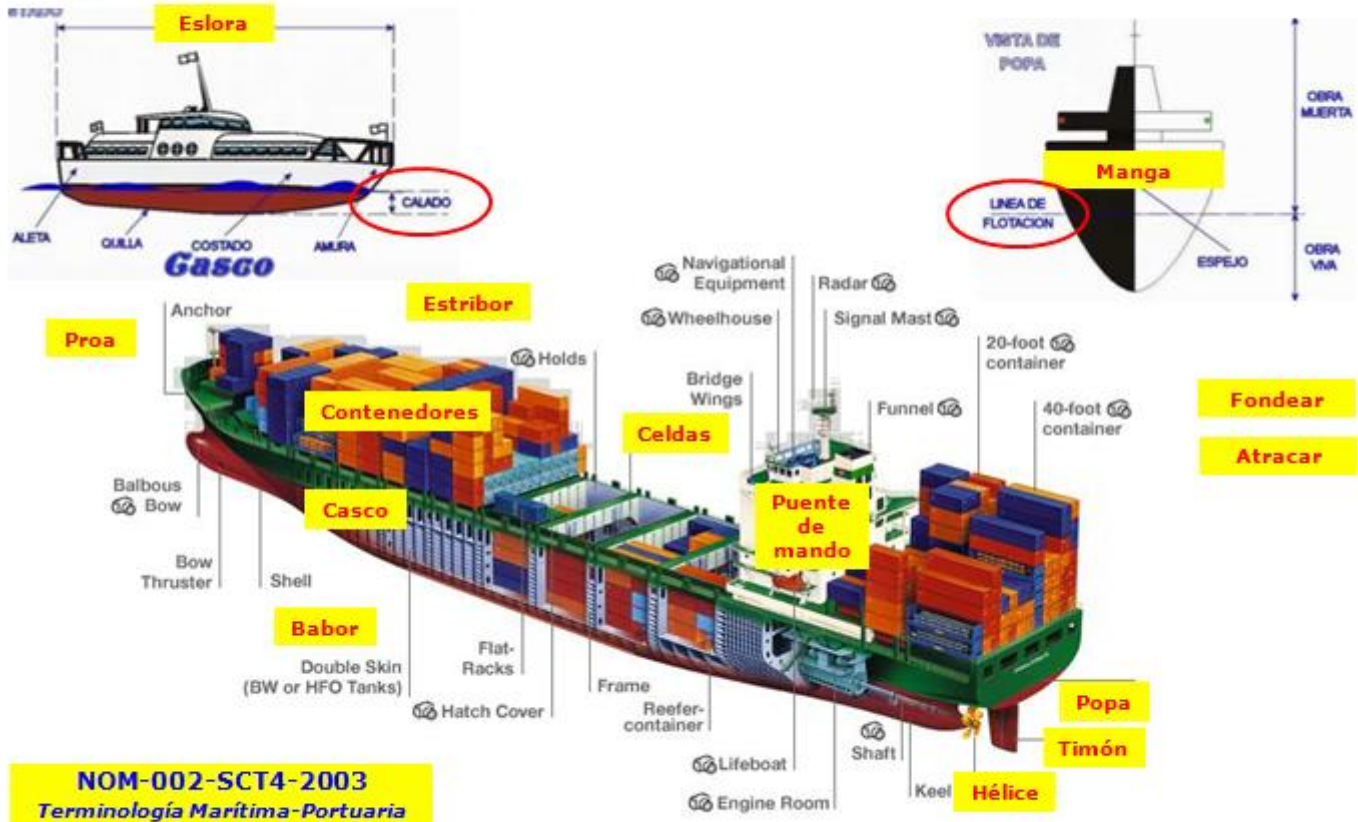 Eslora
VISTA DE
POPA
OBRA
MUERTA
Manga
LINEA DE
FLOTACION
CALADO
ALETA
QUILLA
COSTADO
AMURA
ESPEJO
OBRA
VIVA
Gasco
Navigational
Equipment
Radar
Estribor
Anchor
Proa
Wheelhouse
Signal Mast
Holds
20-foot
container
Bridge
Wings
Funnel
40-foot
container
Fondear
Contenedores
Celdas
Atracar
Balbous
Bow
Casco
Puente
de
mando
Bow
Thruster
Shell
Babor
Double Skin
(BW or HFO Tanks)
Flat-
Racks
Hatch Cover
Frame
Reefer-
container
Popa
Timón
Shaft
Lifeboat
Keel
Hélice
Engine Room
NOM-002-SCT4-2003
Terminología Marítima-Portuaria